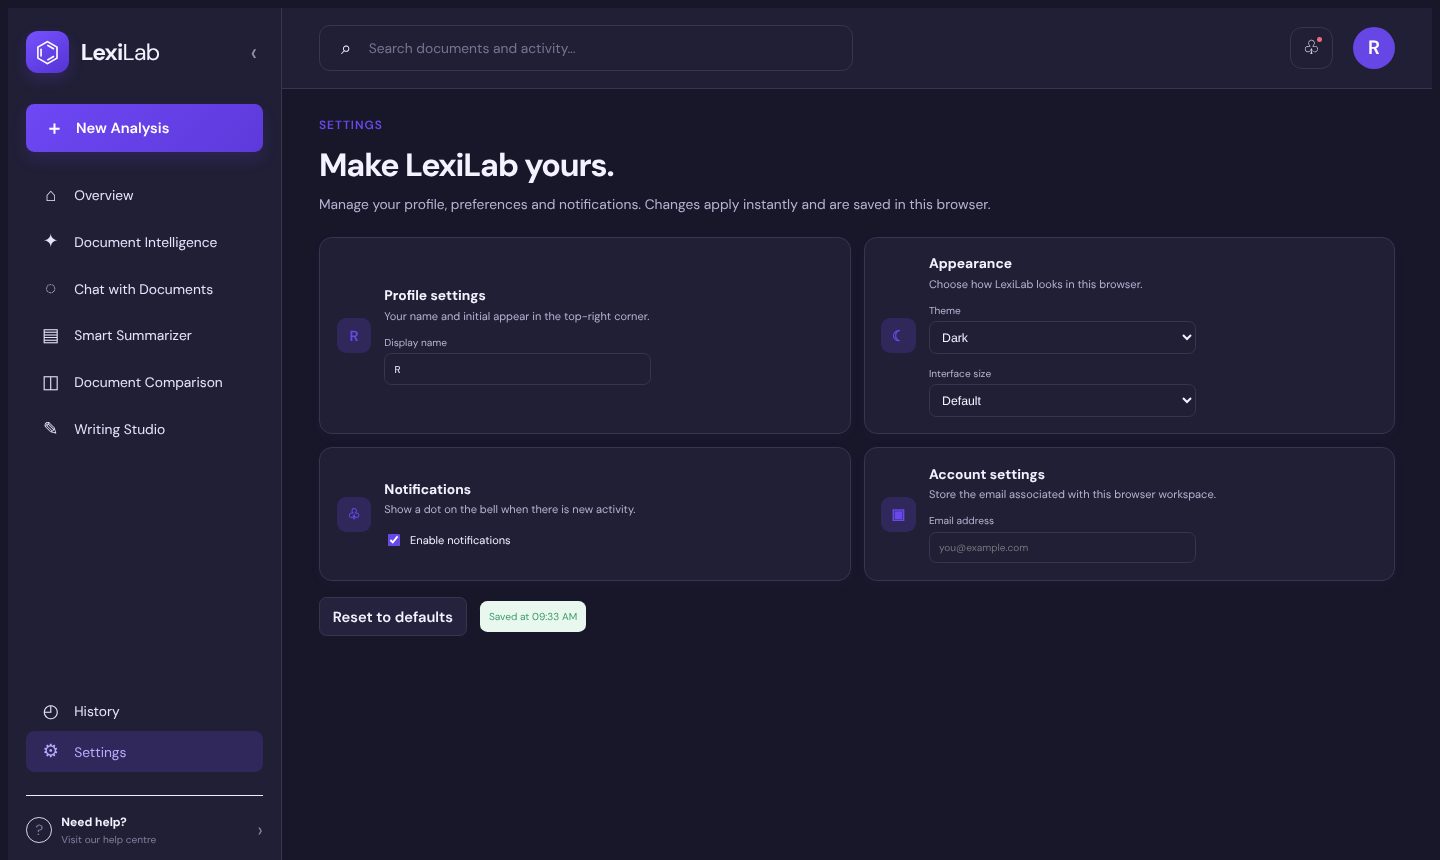 LexiLab
Search documents and activity...
R
+ New Analysis
Overview
Document Intelligence
Chat with Documents
Smart Summarizer
Document Comparison
Writing Studio
History
Settings
Need help?
Visit our help centre
SETTINGS
Make LexiLab yours.
Manage your profile, preferences and notifications. Changes apply instantly and are saved in this browser.
R
Profile settings
Your name and initial appear in the top-right corner.
Display name
R
Appearance
Choose how LexiLab looks in this browser.
Theme
Dark
Interface size
Default
Notifications
Show a dot on the bell when there is new activity.
Enable notifications
Account settings
Store the email associated with this browser workspace.
Email address
you@example.com
Reset to defaults
Saved at 09:33 AM